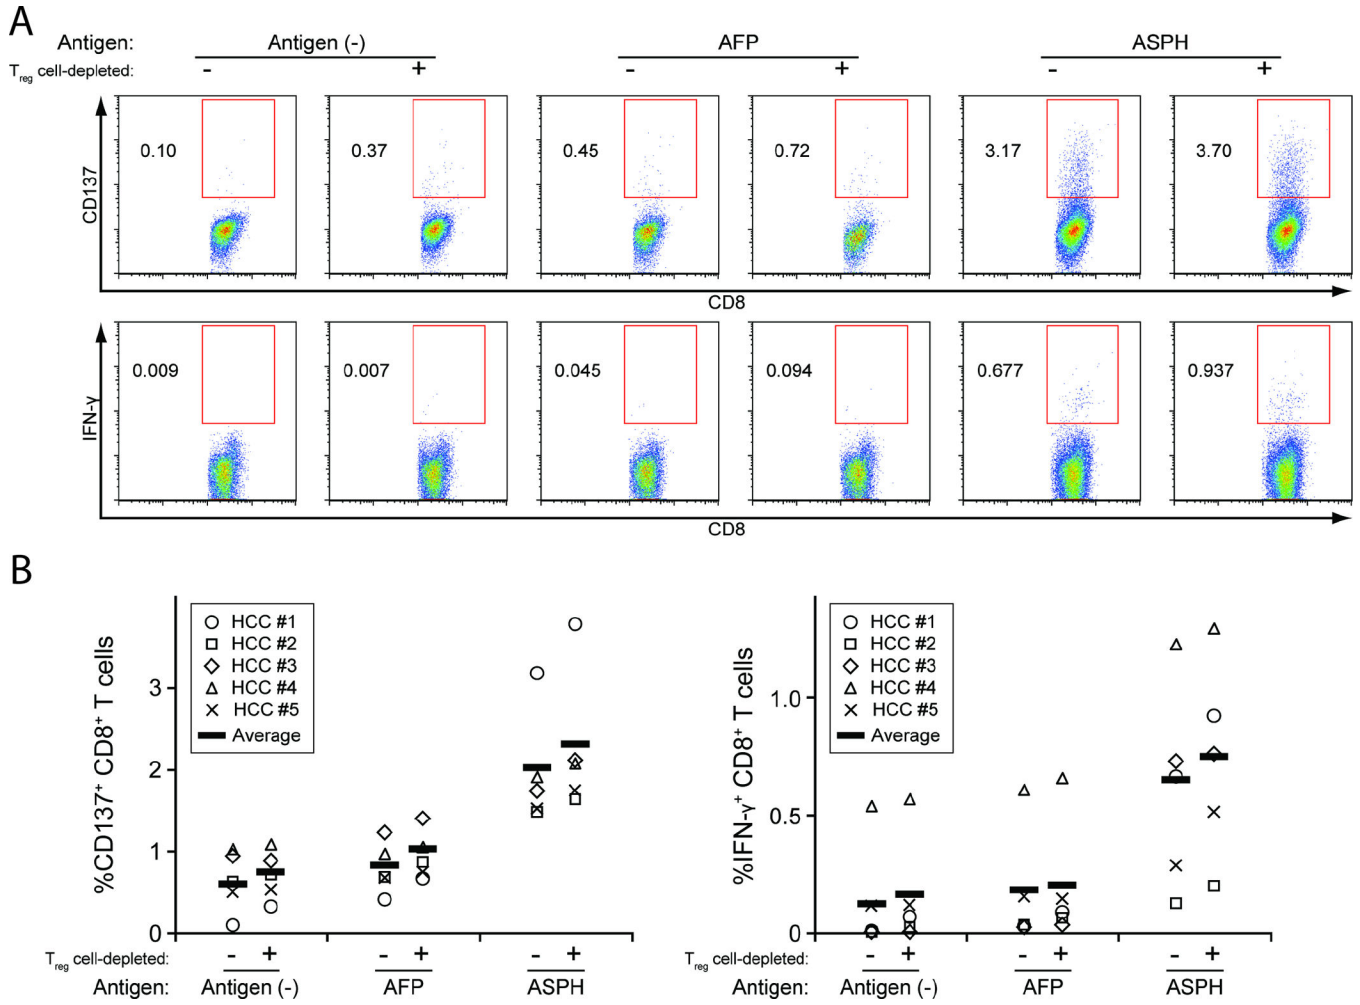 A
Antigen: Antigen (-) AFP ASPH
Treg cell-depleted: - + - + - +
CD137
0.10 0.37 0.45 0.72 3.17 3.70
CD8
IFN-γ
0.009 0.007 0.045 0.094 0.677 0.937
CD8
B
%CD137+ CD8+ T cells
3
2
1
0
HCC #1
HCC #2
HCC #3
HCC #4
HCC #5
Average
Treg cell-depleted: - + - + - +
Antigen: Antigen (-) AFP ASPH
%IFN-γ+ CD8+ T cells
1.0
0.5
0
HCC #1
HCC #2
HCC #3
HCC #4
HCC #5
Average
Treg cell-depleted: - + - + - +
Antigen: Antigen (-) AFP ASPH